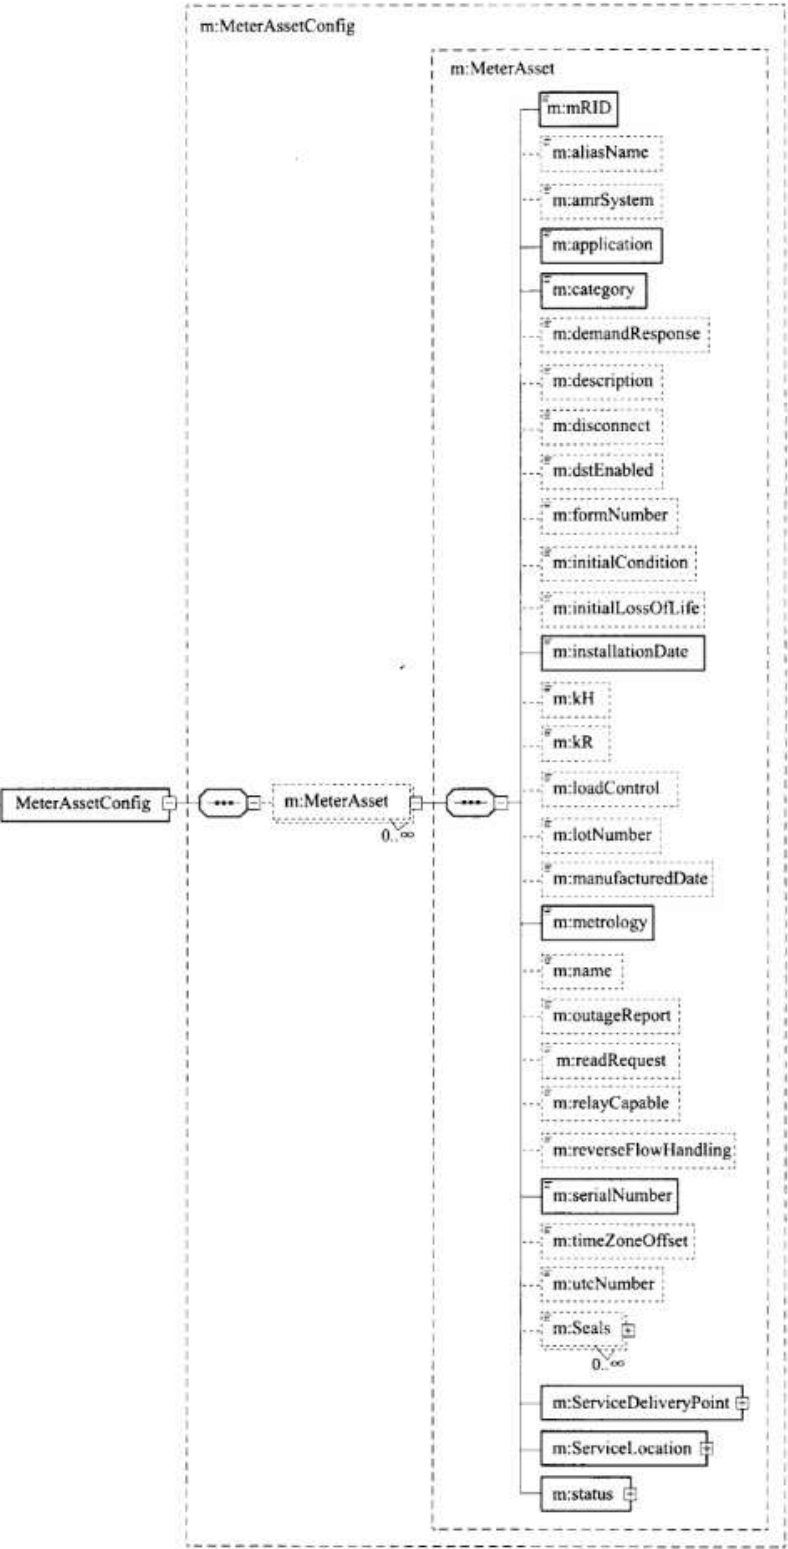 m:MeterAssetConfig
m:MeterAsset
m:mRID
m:aliasName
m:amrSystem
m:application
m:category
m:demandResponse
m:description
m:disconnect
m:dstEnabled
m:formNumber
m:initialCondition
m:initialLossOfLife
m:installationDate
m:kH
m:kR
m:loadControl
MeterAssetConfig
m:MeterAsset
0..∞
m:lotNumber
m:manufacturedDate
m:metrology
m:name
m:outageReport
m:readRequest
m:relayCapable
m:reverseFlowHandling
m:serialNumber
m:timeZoneOffset
m:utcNumber
m:Seals
0..∞
m:ServiceDeliveryPoint
m:ServiceLocation
m:status